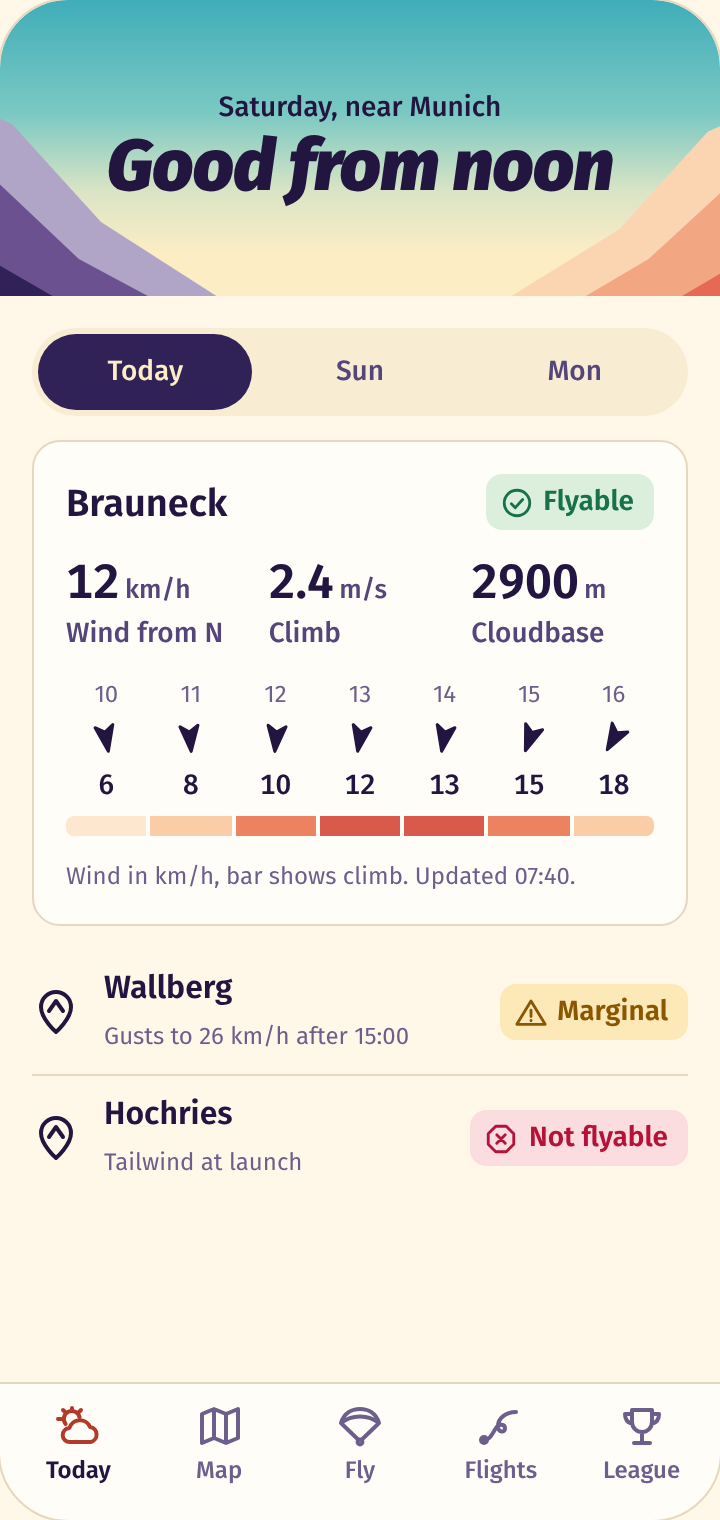 Saturday, near Munich
Good from noon
Today Sun Mon
Brauneck Flyable
12 km/h 2.4 m/s 2900 m
Wind from N Climb Cloudbase
10 11 12 13 14 15 16
6 8 10 12 13 15 18
Wind in km/h, bar shows climb. Updated 07:40.
Wallberg
Marginal
Gusts to 26 km/h after 15:00
Hochries
Not flyable
Tailwind at launch
Today Map Fly Flights League